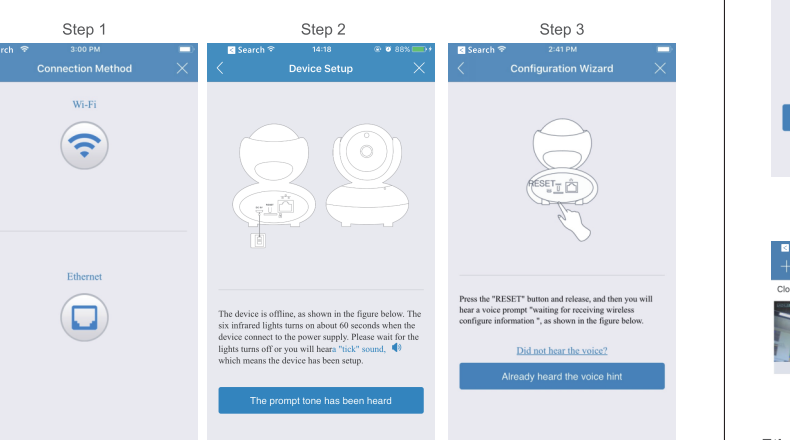 Step 1
Step 2
Step 3
rch
3:00 PM
Connection Method
Wi-Fi
Ethernet
Search
14:18
88%
Device Setup
RESET
The device is offline, as shown in the figure below. The
six infrared lights turns on about 60 seconds when the
device connect to the power supply. Please wait for the
lights turns off or you will heara "tick" sound,
which means the device has been setup.
The prompt tone has been heard
Search
2:41 PM
Configuration Wizard
RESET
Press the "RESET" button and release, and then you will
hear a voice prompt "waiting for receiving wireless
configure information ", as shown in the figure below.
Did not hear the voice?
Already heard the voice hint
Clo